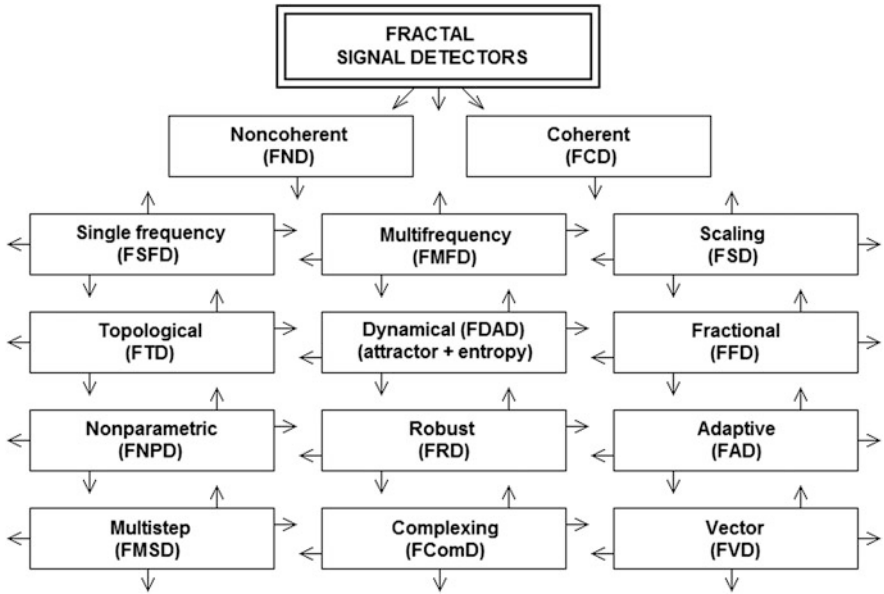 FRACTAL
SIGNAL DETECTORS
Noncoherent
(FND)
Coherent
(FCD)
Single frequency
(FSFD)
Multifrequency
(FMFD)
Scaling
(FSD)
Topological
(FTD)
Dynamical (FDAD)
(attractor + entropy)
Fractional
(FFD)
Nonparametric
(FNPD)
Robust
(FRD)
Adaptive
(FAD)
Multistep
(FMSD)
Complexing
(FComD)
Vector
(FVD)